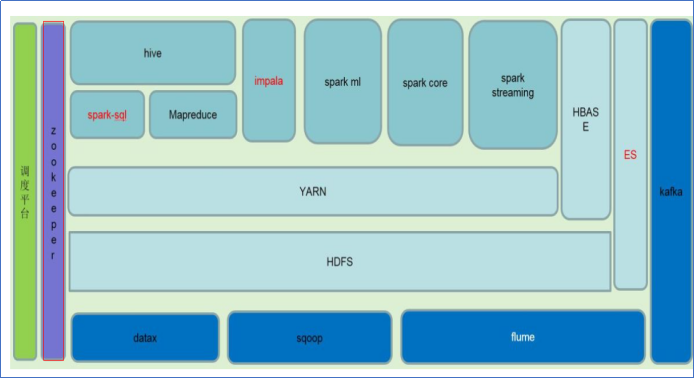 调度平台
zookeeper
hive
spark-sql
Mapreduce
impala
spark ml
spark core
spark
streaming
HBAS
E
ES
kafka
YARN
HDFS
datax
sqoop
flume